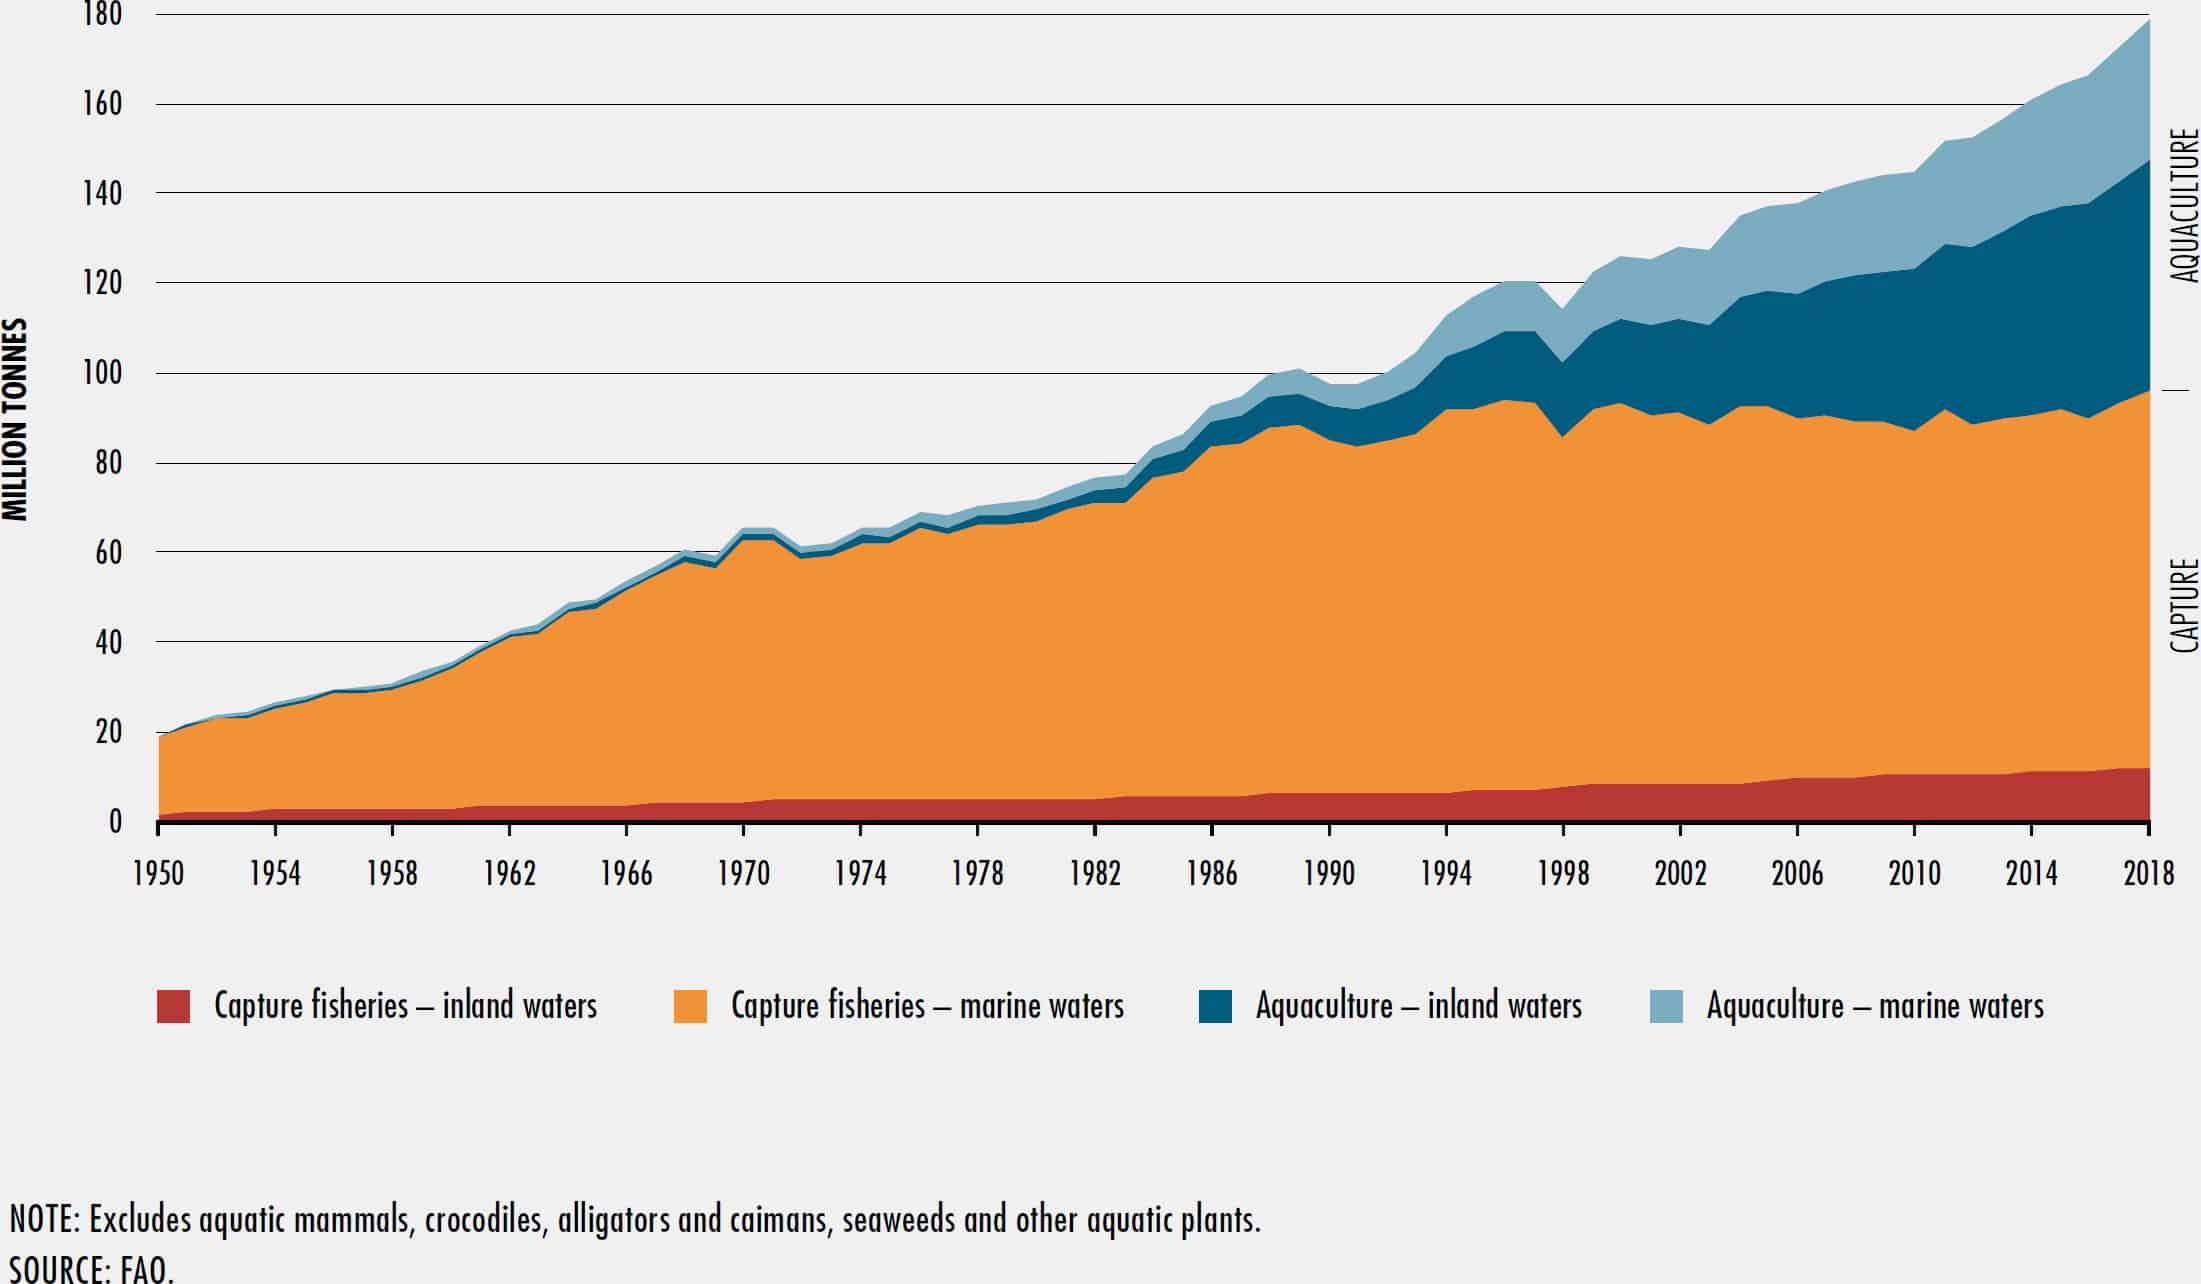 180
160
140
120
100
80
60
40
20
0
MILLION TONNES
AQUACULTURE
CAPTURE
1950 1954 1958 1962 1966 1970 1974 1978 1982 1986 1990 1994 1998 2002 2006 2010 2014 2018
Capture fisheries – inland waters Capture fisheries – marine waters Aquaculture – inland waters Aquaculture – marine waters
NOTE: Excludes aquatic mammals, crocodiles, alligators and caimans, seaweeds and other aquatic plants.
SOURCE: FAO.